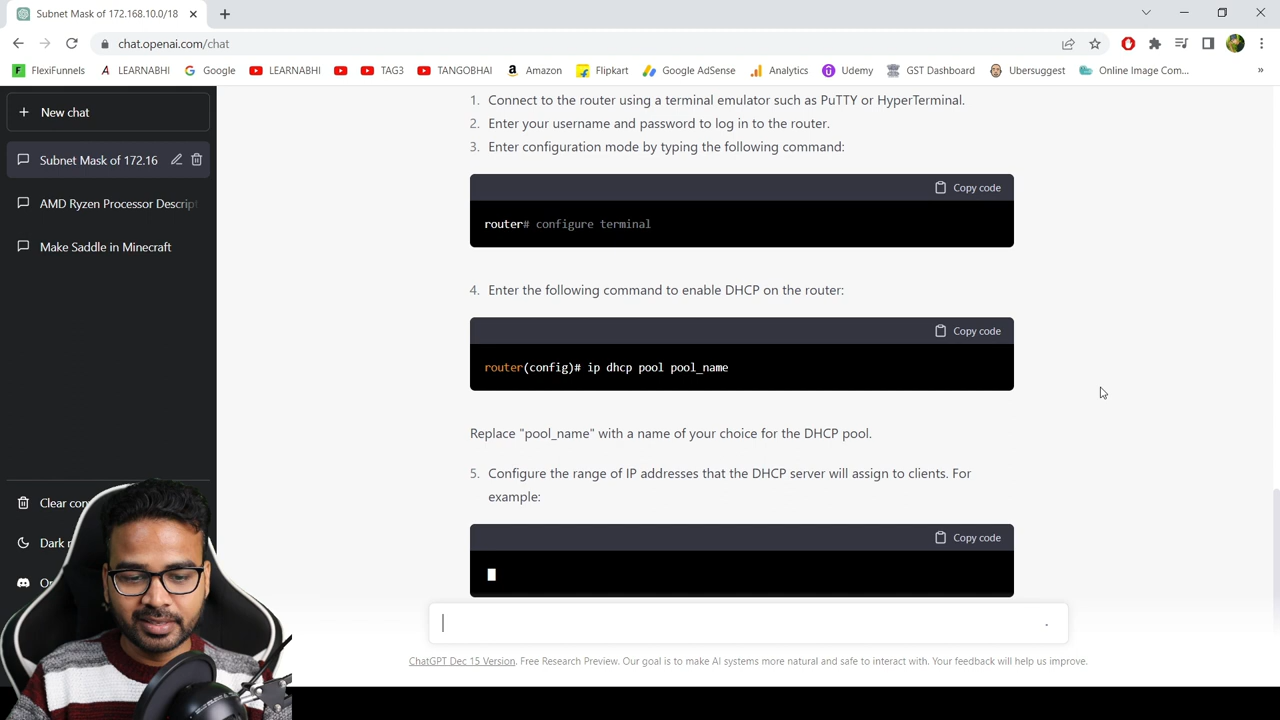 Subnet Mask of 172.168.10.0/18
chat.openai.com/chat
FlexiFunnels
LEARNABHI
Google
LEARNABHI
TAG3
TANGOBHAI
Amazon
Flipkart
Google AdSense
Analytics
Udemy
GST Dashboard
Ubersuggest
Online Image Com...
»
+ New chat
Subnet Mask of 172.16
AMD Ryzen Processor Descrip
Make Saddle in Minecraft
Clear con
Dark
1. Connect to the router using a terminal emulator such as PuTTY or HyperTerminal.
2. Enter your username and password to log in to the router.
3. Enter configuration mode by typing the following command:
Copy code
router# configure terminal
4. Enter the following command to enable DHCP on the router:
Copy code
router(config)# ip dhcp pool pool_name
Replace "pool_name" with a name of your choice for the DHCP pool.
5. Configure the range of IP addresses that the DHCP server will assign to clients. For
example:
Copy code
ChatGPT Dec 15 Version. Free Research Preview. Our goal is to make AI systems more natural and safe to interact with. Your feedback will help us improve.